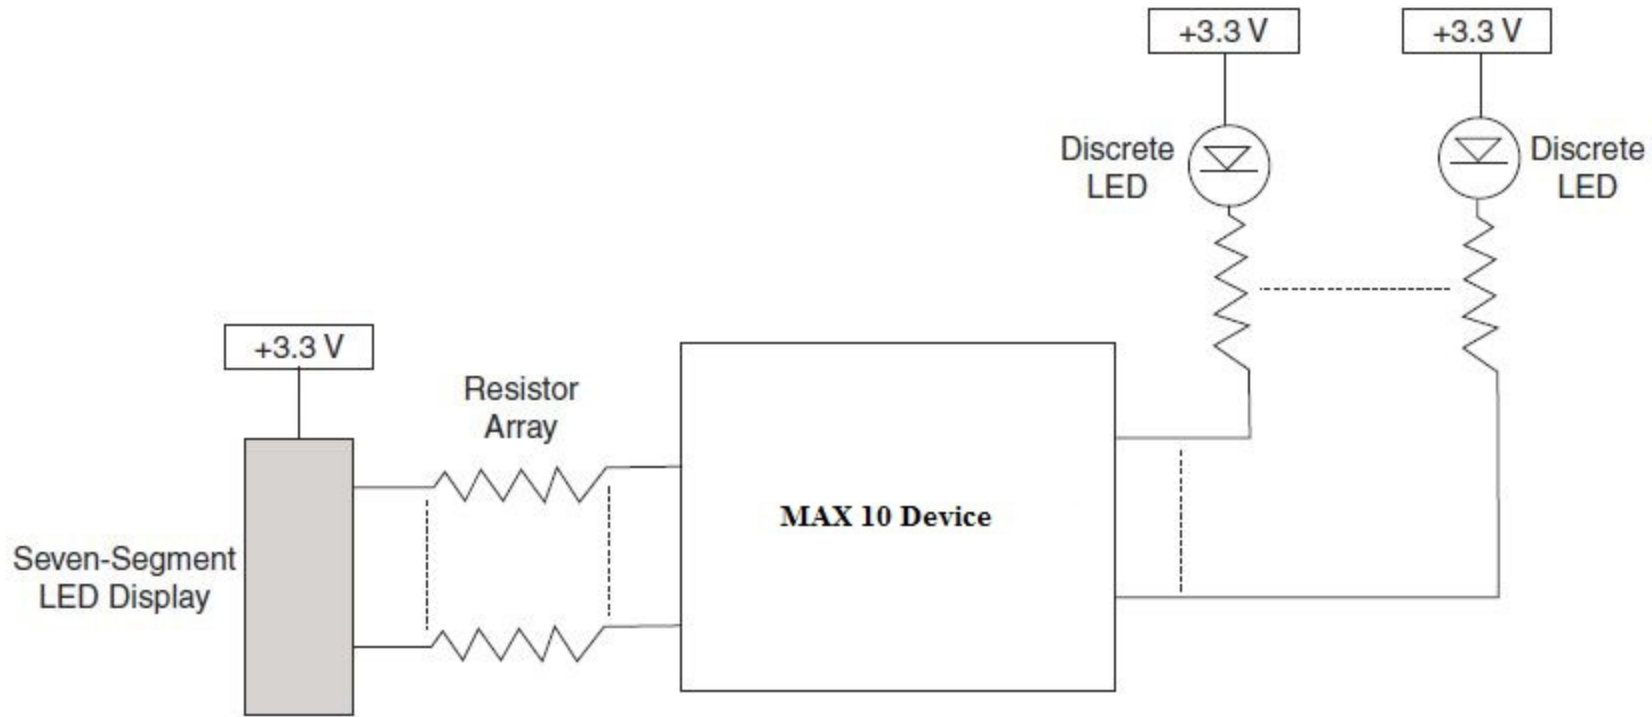 +3.3 V
+3.3 V
Discrete
LED
Discrete
LED
+3.3 V
Resistor
Array
MAX 10 Device
Seven-Segment
LED Display